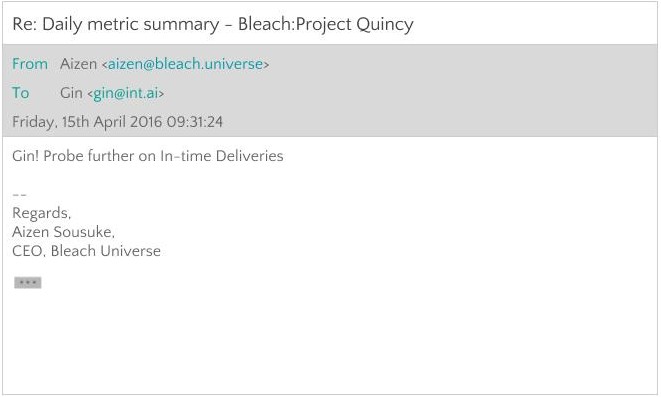 Re: Daily metric summary - Bleach:Project Quincy
From Aizen <aizen@bleach.universe>
To Gin <gin@int.ai>
Friday, 15th April 2016 09:31:24
Gin! Probe further on In-time Deliveries
--
Regards,
Aizen Sousuke,
CEO, Bleach Universe
•••